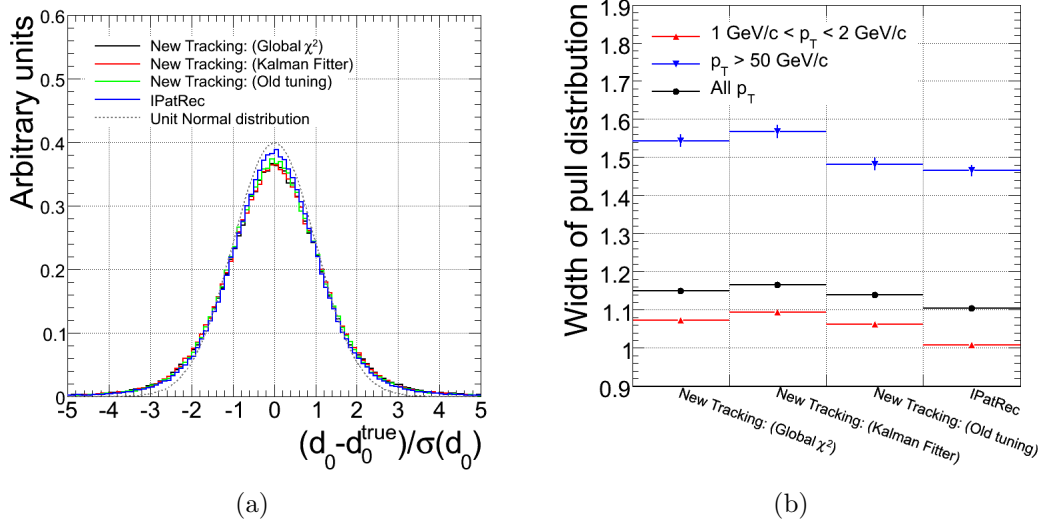 Arbitrary units
0.6
0.5
0.4
0.3
0.2
0.1
0
New Tracking: (Global χ²)
New Tracking: (Kalman Fitter)
New Tracking: (Old tuning)
IPatRec
Unit Normal distribution
-5 -4 -3 -2 -1 0 1 2 3 4 5
(d₀-d₀ᵗʳᵘᵉ)/σ(d₀)
(a)
Width of pull distribution
1.9
1.8
1.7
1.6
1.5
1.4
1.3
1.2
1.1
1
0.9
1 GeV/c < p_T < 2 GeV/c
p_T > 50 GeV/c
All p_T
New Tracking: (Global χ²)
New Tracking: (Kalman Fitter)
New Tracking: (Old tuning)
IPatRec
(b)